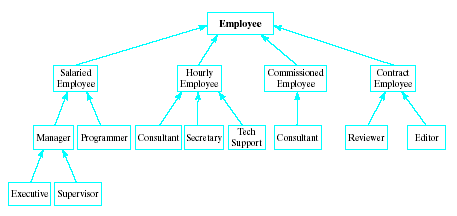 Employee
Salaried
Employee
Hourly
Employee
Commissioned
Employee
Contract
Employee
Manager
Programmer
Consultant
Secretary
Tech
Support
Consultant
Reviewer
Editor
Executive
Supervisor